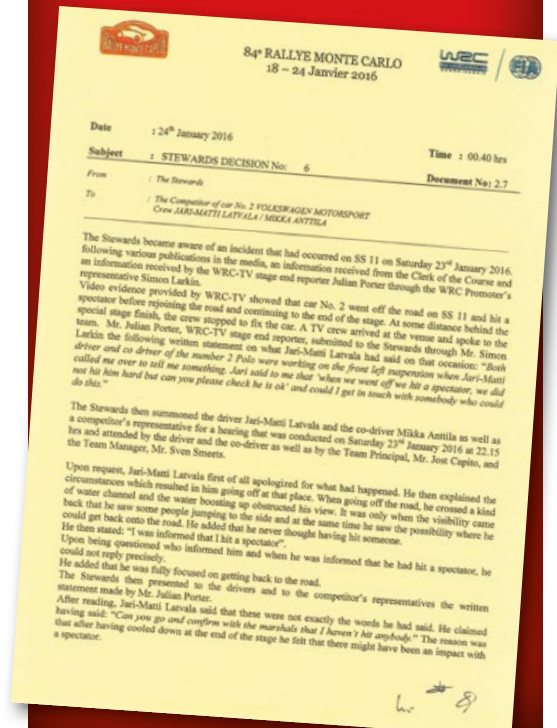 RALLYE MONTE CARLO
84e RALLYE MONTE CARLO
18 – 24 Janvier 2016
WRC
FIA
Date : 24th January 2016
Time : 00.40 hrs
Subject : STEWARDS DECISION No: 6
Document No: 2.7
From : The Stewards
To : The Competitor of car No. 2 VOLKSWAGEN MOTORSPORT
Crew JARI-MATTI LATVALA / MIKKA ANTTILA
The Stewards became aware of an incident that had occurred on SS 11 on Saturday 23rd January 2016.
following various publications in the media, an information received from the Clerk of the Course and
an information received by the WRC-TV stage end reporter Julian Porter through the WRC Promoter's
representative Simon Larkin.
Video evidence provided by WRC-TV showed that car No. 2 went off the road on SS 11 and hit a
spectator before rejoining the road and continuing to the end of the stage. At some distance behind the
special stage finish, the crew stopped to fix the car. A TV crew arrived at the venue and spoke to the
team. Mr. Julian Porter, WRC-TV stage end reporter, submitted to the Stewards through Mr. Simon
Larkin the following written statement on what Jari-Matti Latvala had said on that occasion: "Both
driver and co driver of the number 2 Polo were working on the front left suspension when Jari-Matti
called me over to tell me something. Jari said to me that 'when we went off we hit a spectator, we did
not his him hard but can you please check he is ok' and could I get in touch with somebody who could
do this."
The Stewards then summoned the driver Jari-Matti Latvala and the co-driver Mikka Anttila as well as
a competitor's representative for a hearing that was conducted on Saturday 23rd January 2016 at 22.15
hrs and attended by the driver and the co-driver as well as by the Team Principal, Mr. Jost Capito, and
the Team Manager, Mr. Sven Smeets.
Upon request, Jari-Matti Latvala first of all apologized for what had happened. He then explained the
circumstances which resulted in him going off at that place. When going off the road, he crossed a kind
of water channel and the water boosting up obstructed his view. It was only when the visibility came
back that he saw some people jumping to the side and at the same time he saw the possibility where he
could get back onto the road. He added that he never thought having hit someone.
He then stated: "I was informed that I hit a spectator".
Upon being questioned who informed him and when he was informed that he had hit a spectator, he
could not reply precisely.
He added that he was fully focused on getting back to the road.
The Stewards then presented to the drivers and to the competitor's representatives the written
statement made by Mr. Julian Porter.
After reading, Jari-Matti Latvala said that these were not exactly the words he had said. He claimed
having said: "Can you go and confirm with the marshals that I haven't hit anybody." The reason was
that after having cooled down at the end of the stage he felt that there might have been an impact with
a spectator.